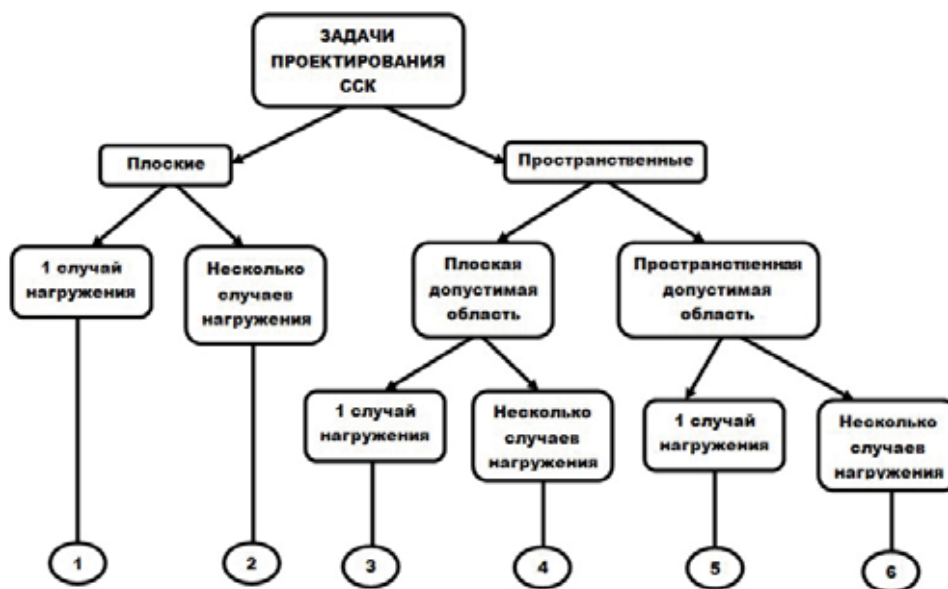 ЗАДАЧИ
ПРОЕКТИРОВАНИЯ
ССК
Плоские
Пространственные
1 случай
нагружения
Несколько
случаев
нагружения
Плоская
допустимая
область
Пространственная
допустимая
область
1 случай
нагружения
Несколько
случаев
нагружения
1 случай
нагружения
Несколько
случаев
нагружения
1
2
3
4
5
6